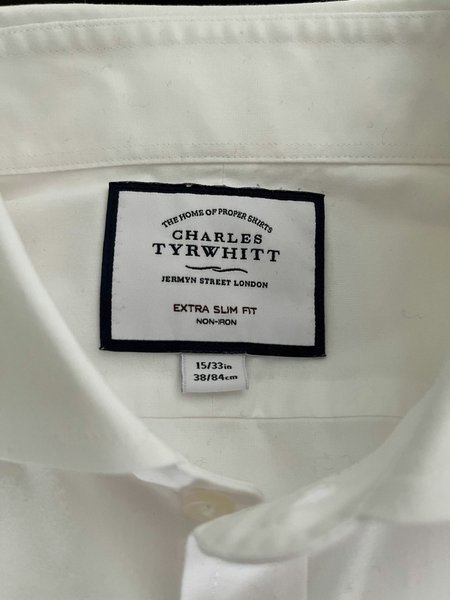 THE HOME OF PROPER SHIRTS
CHARLES
TYRWHITT
JERMYN STREET LONDON
EXTRA SLIM FIT
NON-IRON
15/33in
38/84cm